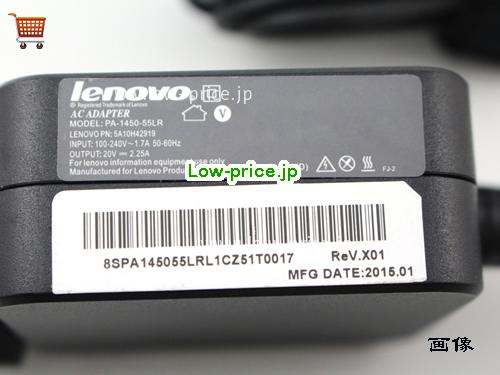 lenovo
Registered Trademark of Lenovo
AC ADAPTER
MODEL: PA-1450-55LR
LENOVO PN: 5A10H42919
INPUT: 100-240V~1.7A 50-60Hz
OUTPUT: 20V 2.25A
For lenovo information equipment use only.
Manufactured for Lenovo
V
FJ-2
Low-price.jp
8SPA145055LRL1CZ51T0017 ReV.X01
MFG DATE:2015.01
画像